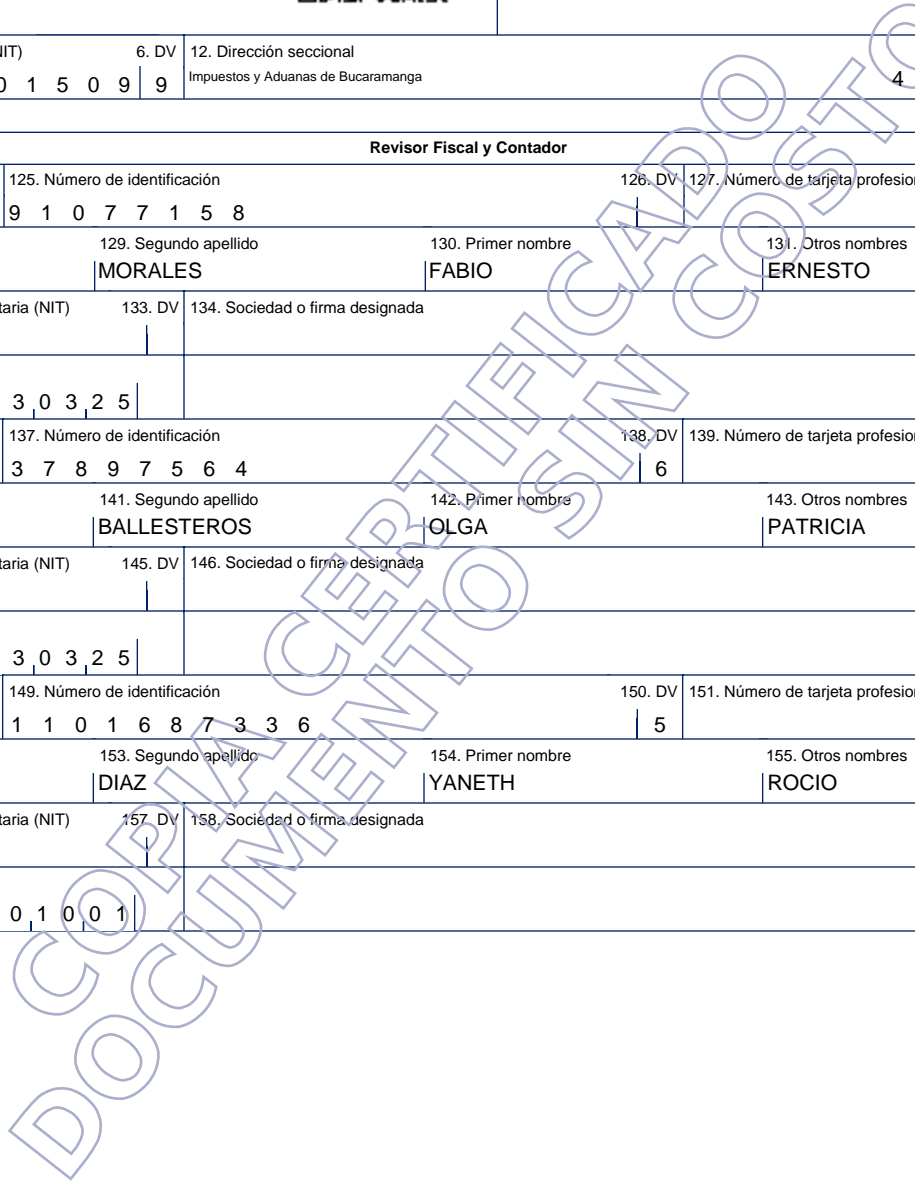 NIT) 6. DV 12. Dirección seccional
0 1 5 0 9 9 Impuestos y Aduanas de Bucaramanga 4
Revisor Fiscal y Contador
125. Número de identificación 126. DV 127. Número de tarjeta profesion
9 1 0 7 7 1 5 8
129. Segundo apellido 130. Primer nombre 131. Otros nombres
MORALES FABIO ERNESTO
taria (NIT) 133. DV 134. Sociedad o firma designada
3 0 3 2 5
137. Número de identificación 138. DV 139. Número de tarjeta profesion
3 7 8 9 7 5 6 4 6
141. Segundo apellido 142. Primer nombre 143. Otros nombres
BALLESTEROS OLGA PATRICIA
taria (NIT) 145. DV 146. Sociedad o firma designada
3 0 3 2 5
149. Número de identificación 150. DV 151. Número de tarjeta profesion
1 1 0 1 6 8 7 3 3 6 5
153. Segundo apellido 154. Primer nombre 155. Otros nombres
DIAZ YANETH ROCIO
taria (NIT) 157. DV 158. Sociedad o firma designada
0 1 0 0 1
COPIA CERTIFICADO
DOCUMENTO SIN COSTO